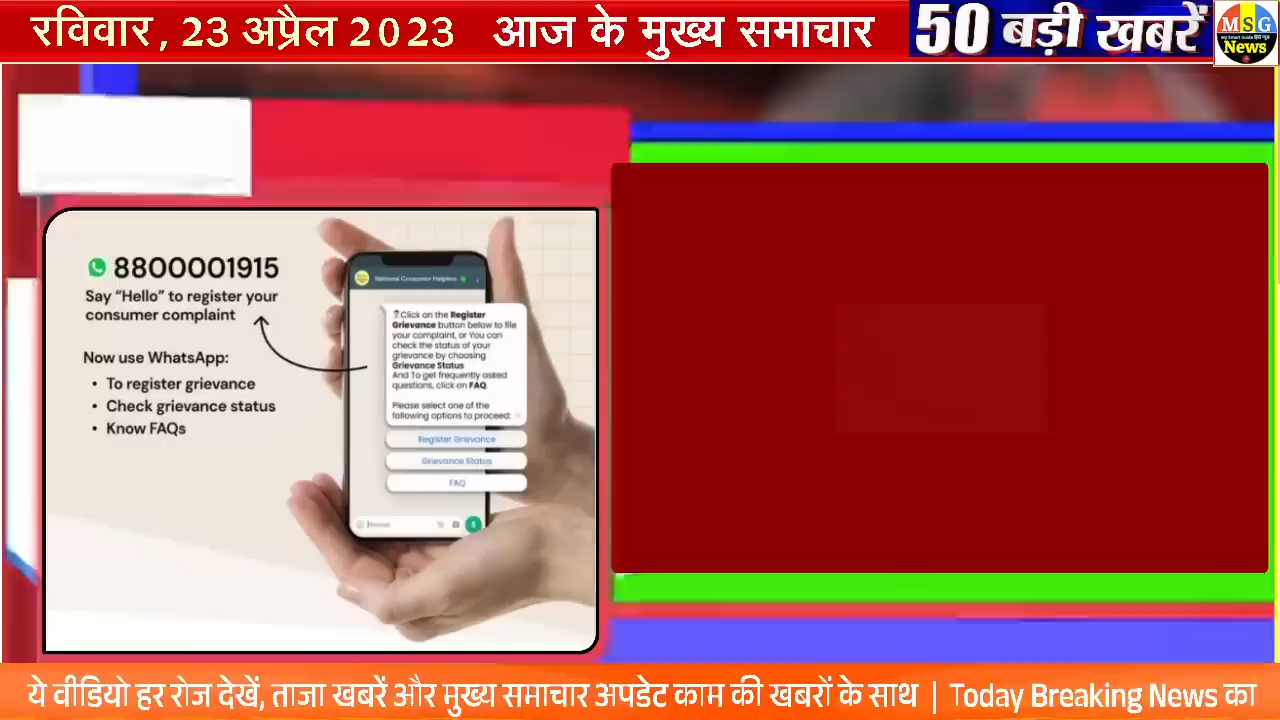 रविवार, 23 अप्रैल 2023 आज के मुख्य समाचार
50 बड़ी खबरें
MSG
News
8800001915
Say “Hello” to register your
consumer complaint
Now use WhatsApp:
• To register grievance
• Check grievance status
• Know FAQs
National Consumer Helpline
Click on the Register
Grievance button below to file
your complaint, or You can
check the status of your
grievance by choosing
Grievance Status
And To get frequently asked
questions, click on FAQ.
Please select one of the
following options to proceed:
Register Grievance
Grievance Status
FAQ
ये वीडियो हर रोज देखें, ताजा खबरें और मुख्य समाचार अपडेट काम की खबरों के साथ | Today Breaking News का